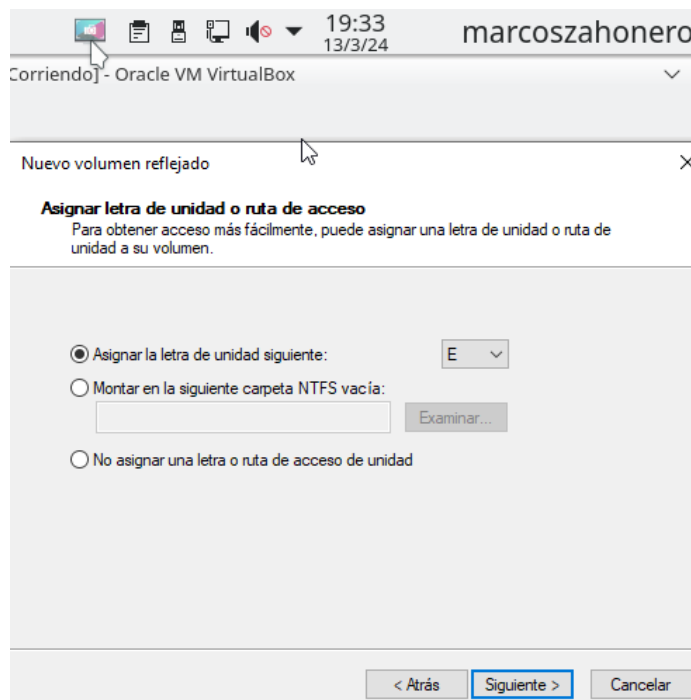 19:33
13/3/24
marcoszahonero
Corriendo] - Oracle VM VirtualBox
Nuevo volumen reflejado
Asignar letra de unidad o ruta de acceso
Para obtener acceso más fácilmente, puede asignar una letra de unidad o ruta de
unidad a su volumen.
Asignar la letra de unidad siguiente: E
Montar en la siguiente carpeta NTFS vacía:
Examinar...
No asignar una letra o ruta de acceso de unidad
< Atrás Siguiente > Cancelar